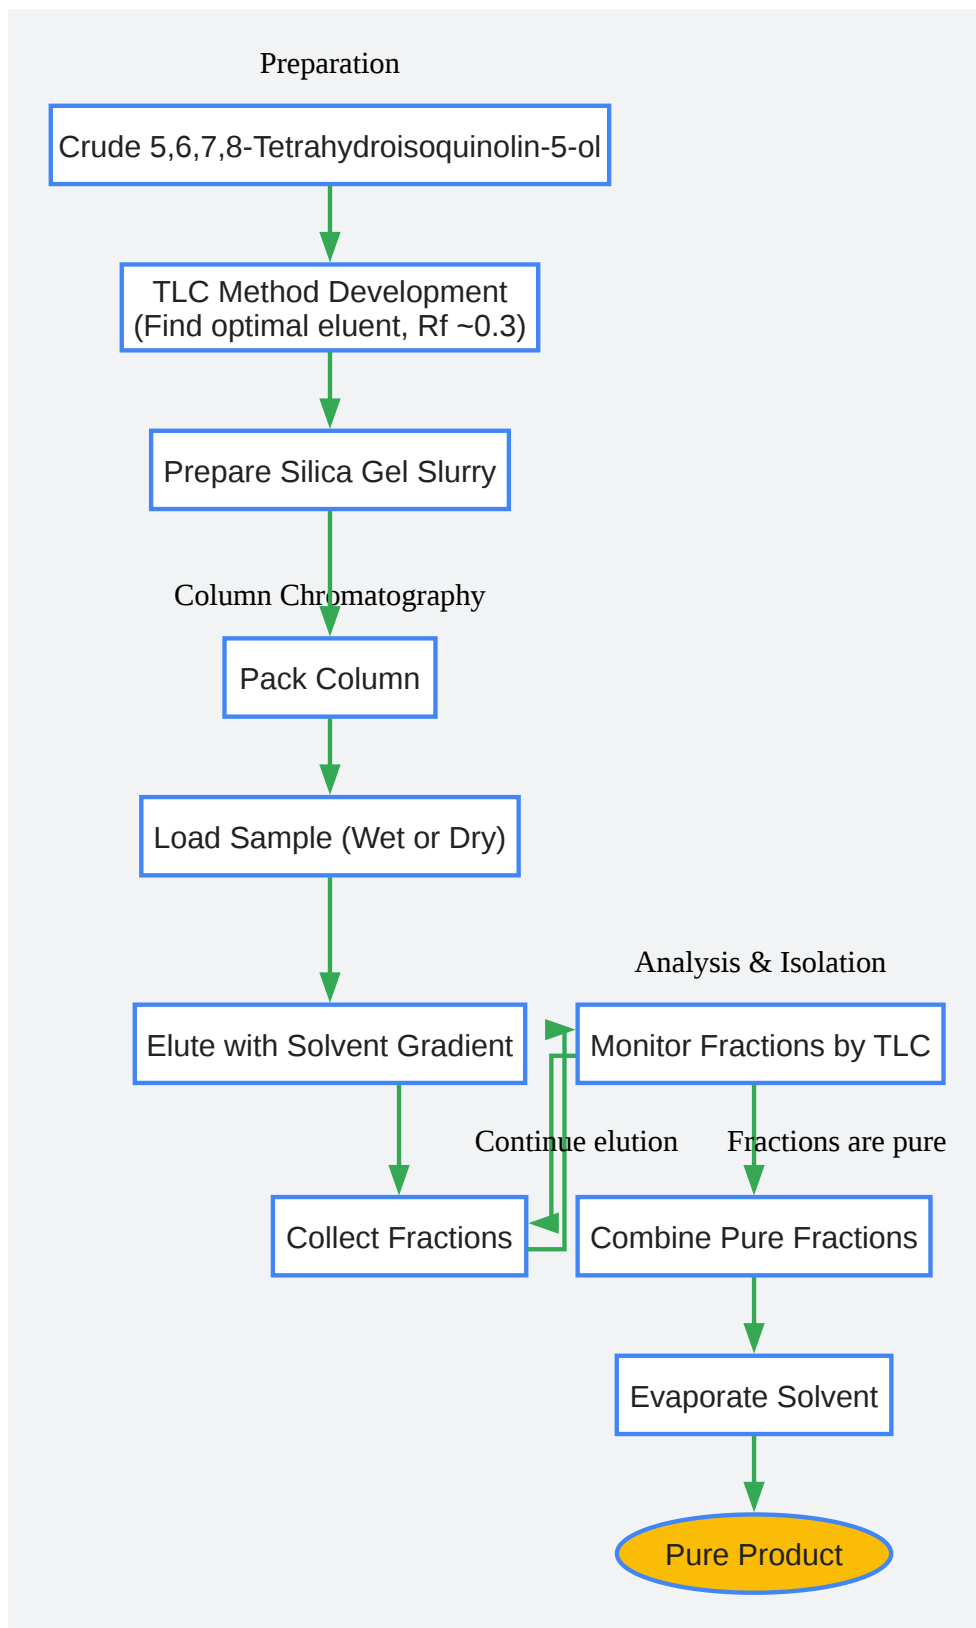 Preparation
Crude 5,6,7,8-Tetrahydroisoquinolin-5-ol
TLC Method Development
(Find optimal eluent, Rf ~0.3)
Prepare Silica Gel Slurry
Column Chromatography
Pack Column
Load Sample (Wet or Dry)
Elute with Solvent Gradient
Collect Fractions
Analysis & Isolation
Monitor Fractions by TLC
Continue elution
Fractions are pure
Combine Pure Fractions
Evaporate Solvent
Pure Product